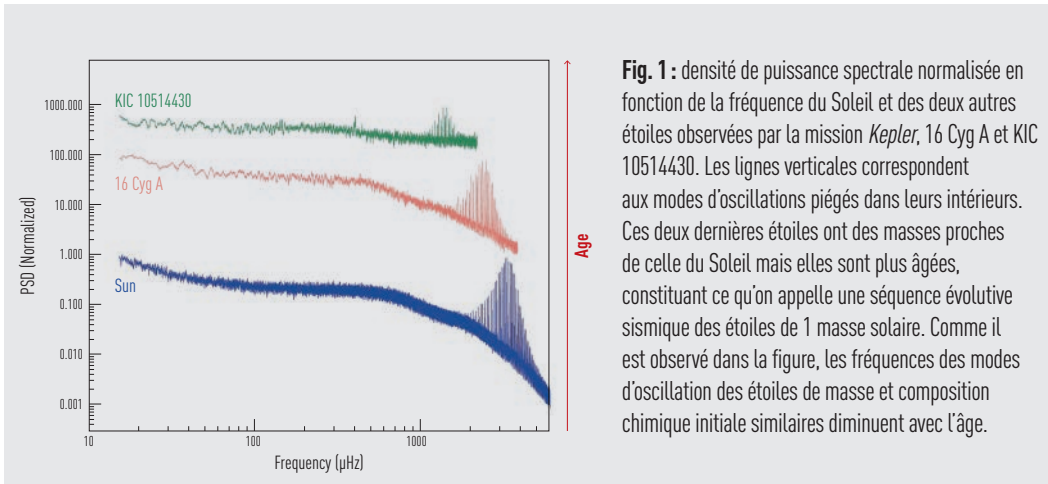 1000.000
100.000
10.000
1.000
0.100
0.010
0.001
PSD (Normalized)
KIC 10514430
16 Cyg A
Sun
10
100
1000
Frequency (µHz)
Age
Fig. 1 : densité de puissance spectrale normalisée en
fonction de la fréquence du Soleil et des deux autres
étoiles observées par la mission Kepler, 16 Cyg A et KIC
10514430. Les lignes verticales correspondent
aux modes d'oscillations piégés dans leurs intérieurs.
Ces deux dernières étoiles ont des masses proches
de celle du Soleil mais elles sont plus âgées,
constituant ce qu'on appelle une séquence évolutive
sismique des étoiles de 1 masse solaire. Comme il
est observé dans la figure, les fréquences des modes
d'oscillation des étoiles de masse et composition
chimique initiale similaires diminuent avec l'âge.